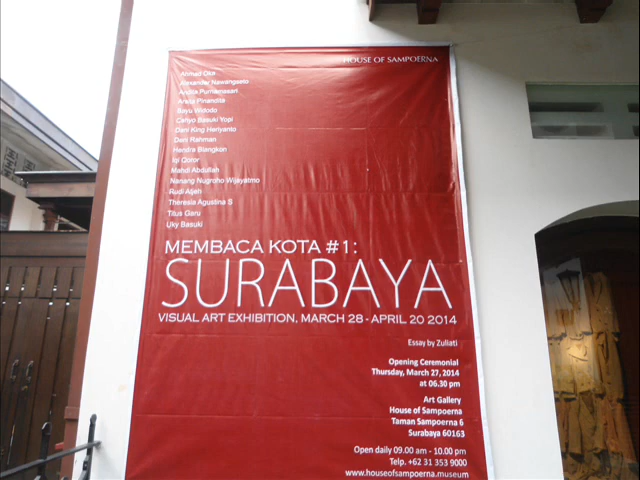 HOUSE OF SAMPOERNA
Ahmad Oka
Alexander Nawangseto
Andita Purnamasari
Arista Pinandita
Bayu Widodo
Cahyo Basuki Yopi
Dani King Heriyanto
Deni Rahman
Hendra Blangkon
Iqi Qoror
Mahdi Abdullah
Nanang Nugroho Wijayatmo
Rudi Atjeh
Theresia Agustina S
Titus Garu
Uky Basuki
MEMBACA KOTA #1:
SURABAYA
VISUAL ART EXHIBITION, MARCH 28 - APRIL 20 2014
Essay by Zuliati
Opening Ceremonial
Thursday, March 27, 2014
at 06.30 pm
Art Gallery
House of Sampoerna
Taman Sampoerna 6
Surabaya 60163
Open daily 09.00 am - 10.00 pm
Telp. +62 31 353 9000
www.houseofsampoerna.museum